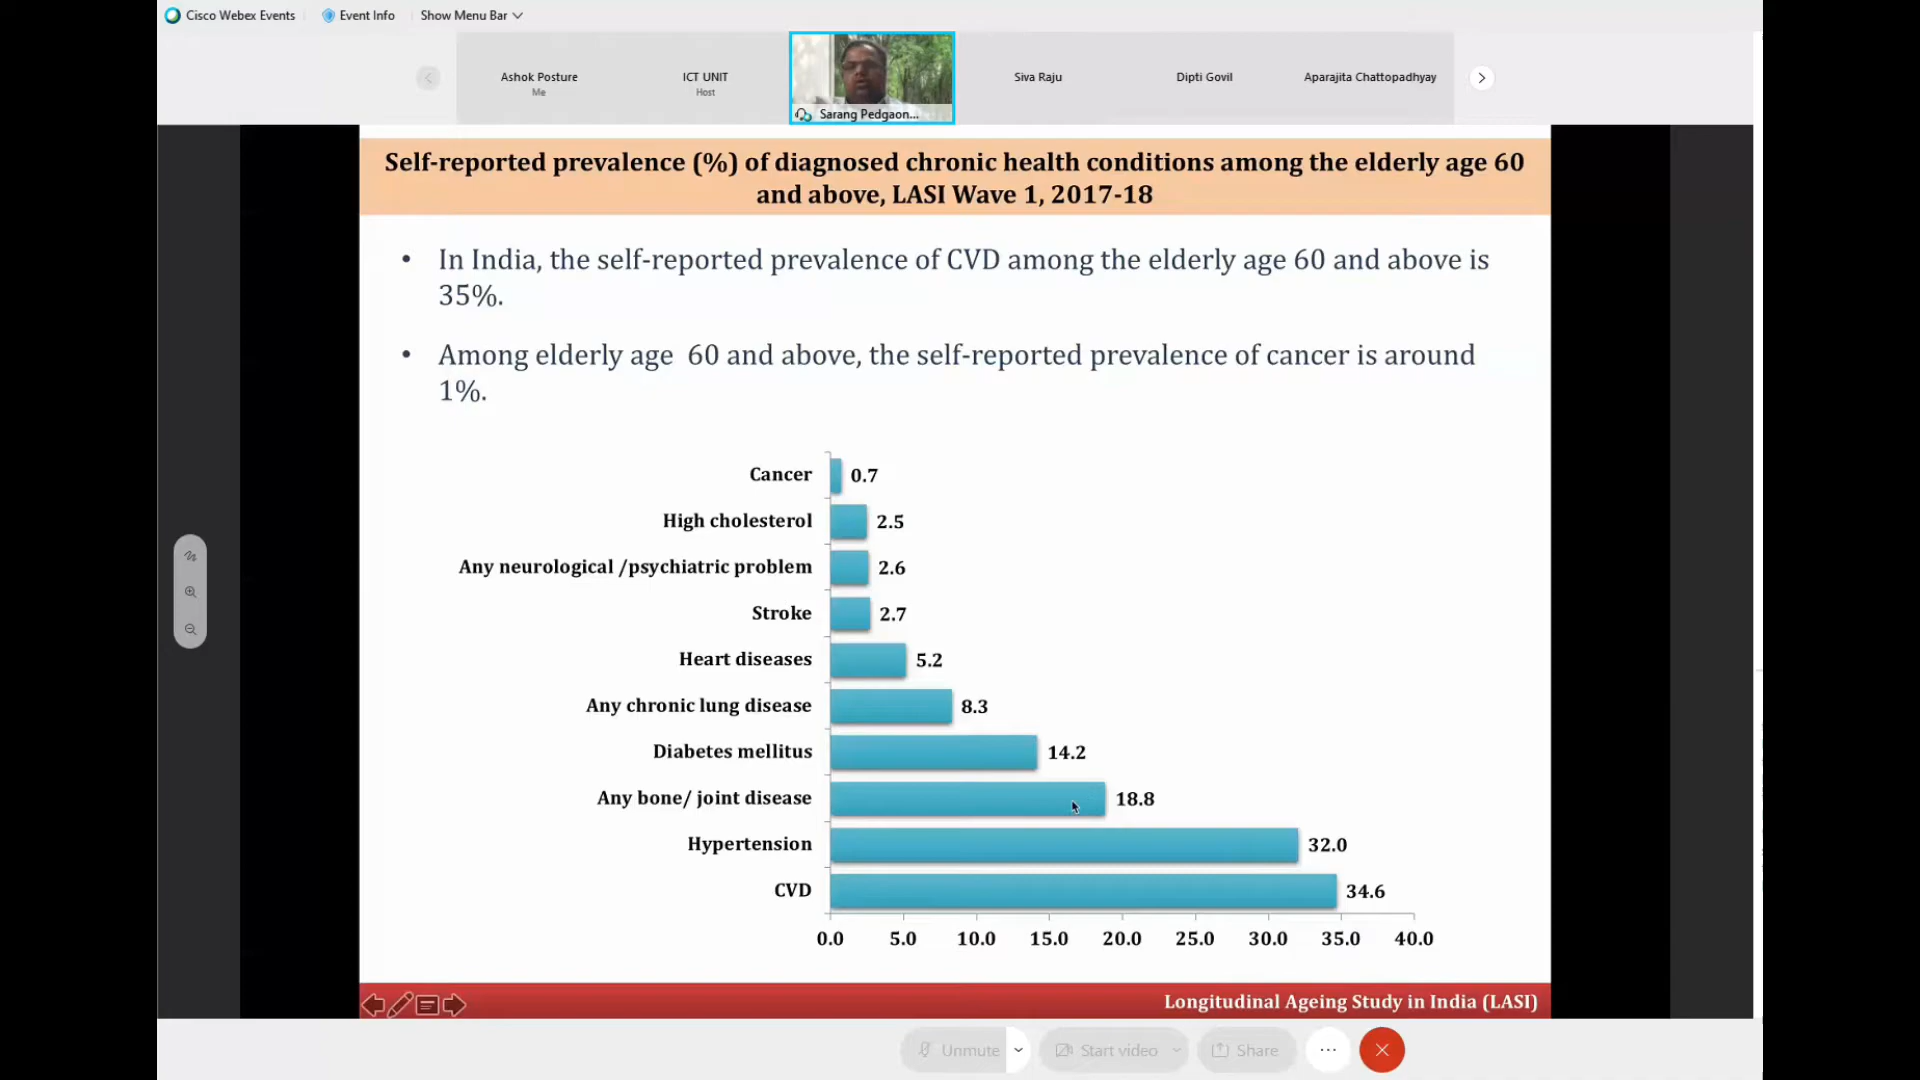 Cisco Webex Events Event Info Show Menu Bar
Ashok Posture
Me
ICT UNIT
Host
Sarang Pedgaon...
Siva Raju
Dipti Govil
Aparajita Chattopadhyay
Self-reported prevalence (%) of diagnosed chronic health conditions among the elderly age 60
and above, LASI Wave 1, 2017-18
• In India, the self-reported prevalence of CVD among the elderly age 60 and above is
35%.
• Among elderly age 60 and above, the self-reported prevalence of cancer is around
1%.
Cancer 0.7
High cholesterol 2.5
Any neurological /psychiatric problem 2.6
Stroke 2.7
Heart diseases 5.2
Any chronic lung disease 8.3
Diabetes mellitus 14.2
Any bone/ joint disease 18.8
Hypertension 32.0
CVD 34.6
0.0 5.0 10.0 15.0 20.0 25.0 30.0 35.0 40.0
Longitudinal Ageing Study in India (LASI)
Unmute Start video Share